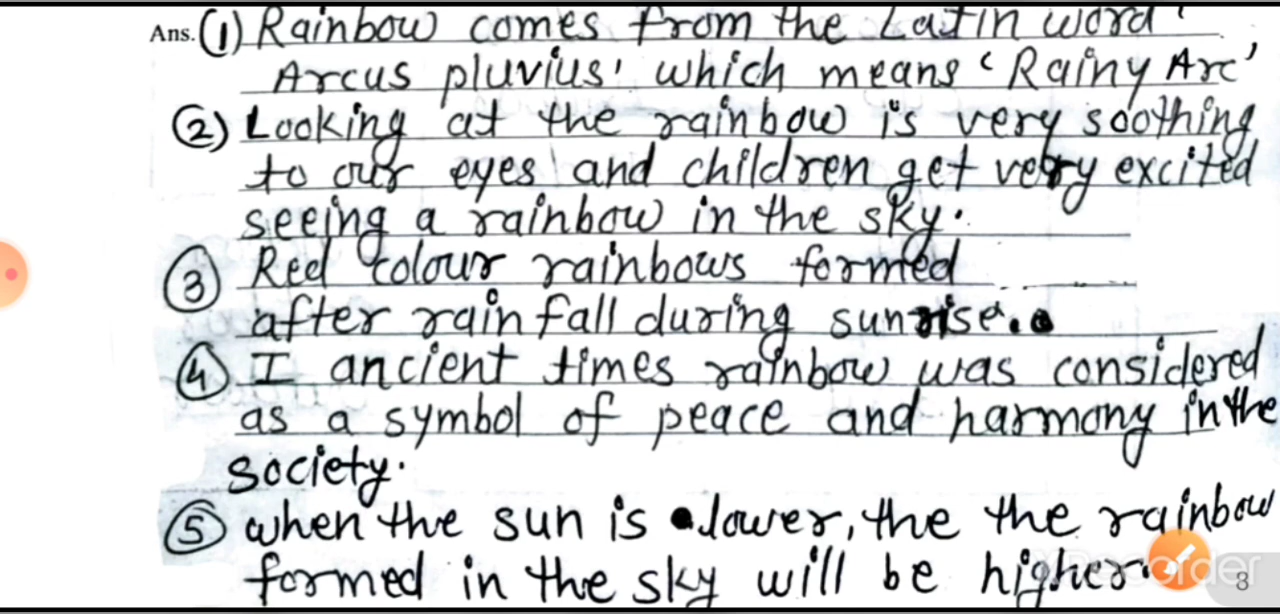 Ans. (1) Rainbow comes from the Latin word '
Arcus pluvius' which means 'Rainy Arc'
(2) Looking at the rainbow is very soothing
to our eyes and children get very excited
seeing a rainbow in the sky.
(3) Red colour rainbows formed
after rainfall during sunrise.
(4) I ancient times rainbow was considered
as a symbol of peace and harmony in the
society.
(5) when the sun is lower, the the rainbow
formed in the sky will be higher.
8